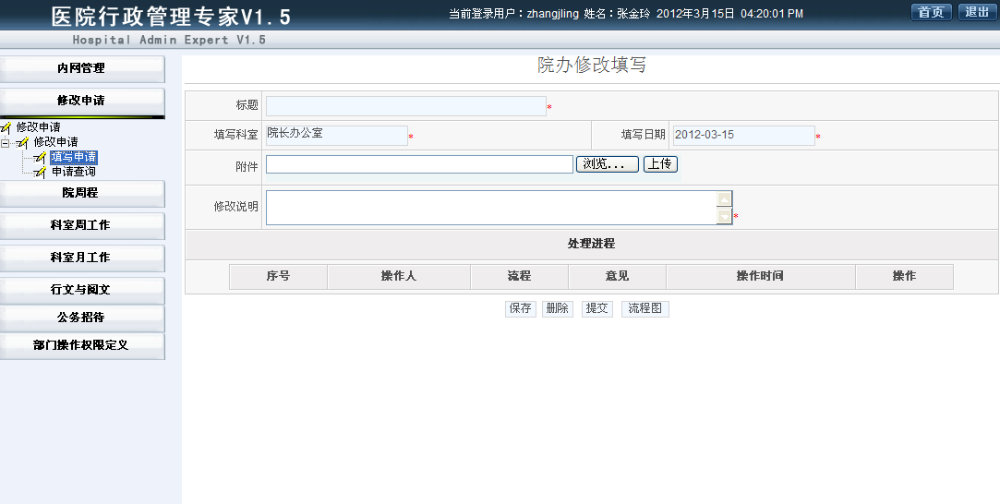 医院行政管理专家V1.5
当前登录用户：zhangjling 姓名：张金玲 2012年3月15日 04:20:01 PM
首页 退出
Hospital Admin Expert V1.5
内网管理
修改申请
修改申请
修改申请
填写申请
申请查询
院周程
科室周工作
科室月工作
行文与阅文
公务招待
部门操作权限定义
院办修改填写
标题 *
填写科室 院长办公室 * 填写日期 2012-03-15 *
附件 浏览... 上传
修改说明 *
处理进程
序号 操作人 流程 意见 操作时间 操作
保存 删除 提交 流程图